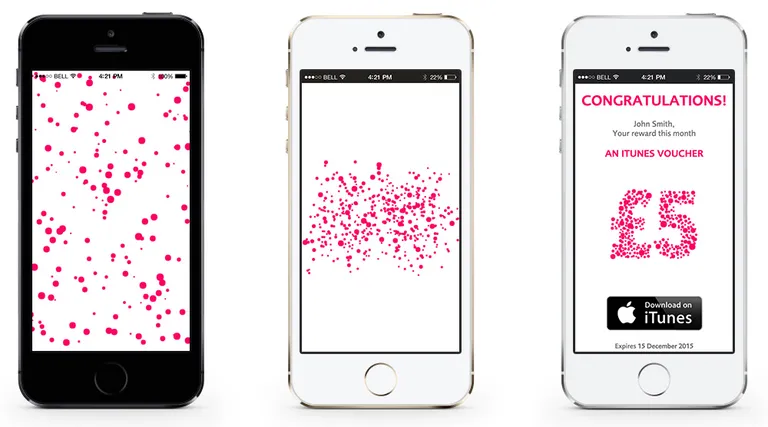 BELL 4:21 PM 100%
BELL 4:21 PM 22%
BELL 4:21 PM 22%
CONGRATULATIONS!
John Smith,
Your reward this month
AN ITUNES VOUCHER
£5
Download on
iTunes
Expires 15 December 2015